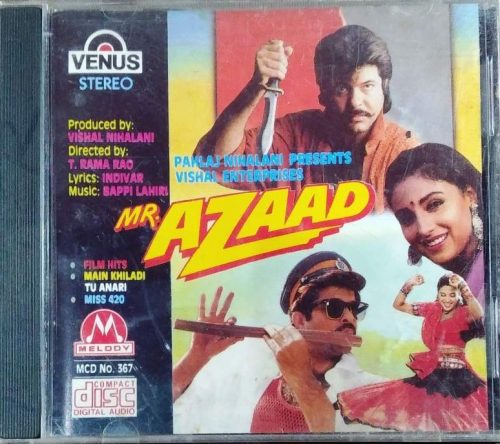 VENUS
STEREO
Produced by:
VISHAL NIHALANI
Directed by:
T. RAMA RAO
Lyrics: INDIVAR
Music: BAPPI LAHIRI
PAHLAJ NIHALANI PRESENTS
VISHAL ENTERPRISES
MR. AZAAD
• FILM HITS
• MAIN KHILADI
TU ANARI
• MISS 420
MELODY
MCD No. 367
COMPACT
disc
DIGITAL AUDIO